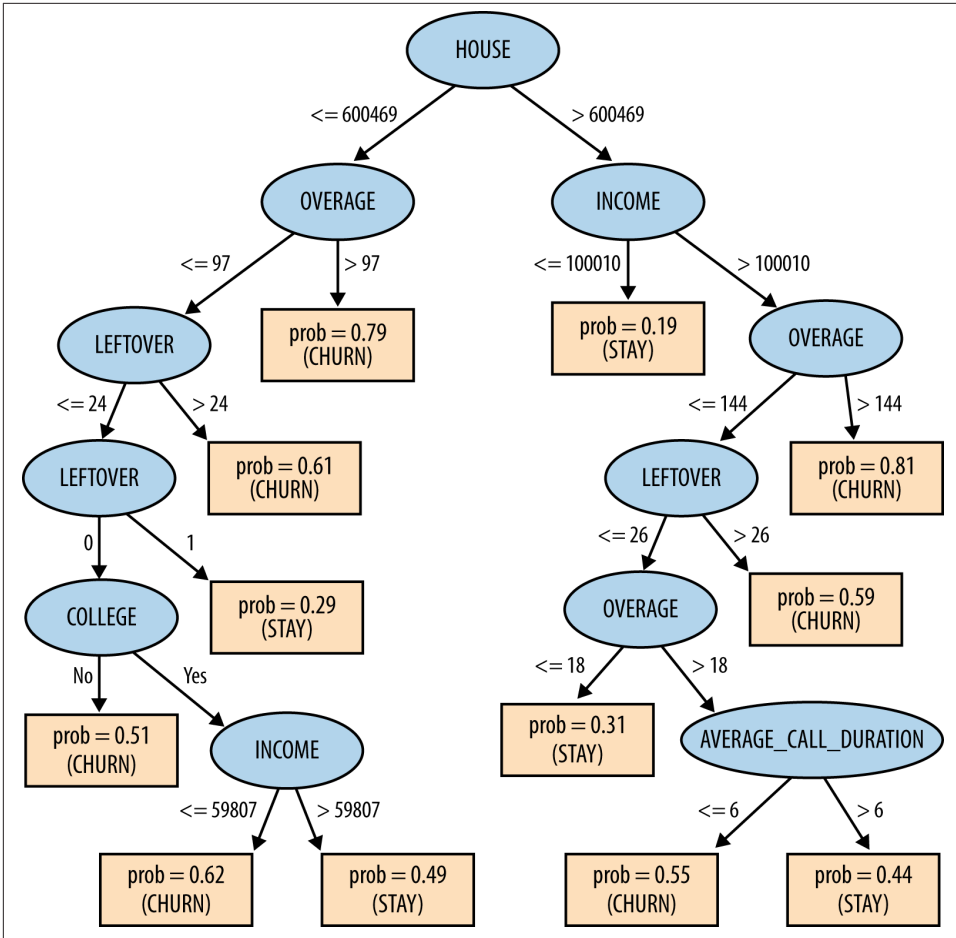 HOUSE
<= 600469
> 600469
OVERAGE
INCOME
<= 97
> 97
<= 100010
> 100010
LEFTOVER
prob = 0.79
(CHURN)
prob = 0.19
(STAY)
OVERAGE
<= 24
> 24
<= 144
> 144
LEFTOVER
prob = 0.61
(CHURN)
LEFTOVER
prob = 0.81
(CHURN)
0
1
<= 26
> 26
COLLEGE
prob = 0.29
(STAY)
OVERAGE
prob = 0.59
(CHURN)
No
Yes
<= 18
> 18
prob = 0.51
(CHURN)
INCOME
prob = 0.31
(STAY)
AVERAGE_CALL_DURATION
<= 59807
> 59807
<= 6
> 6
prob = 0.62
(CHURN)
prob = 0.49
(STAY)
prob = 0.55
(CHURN)
prob = 0.44
(STAY)